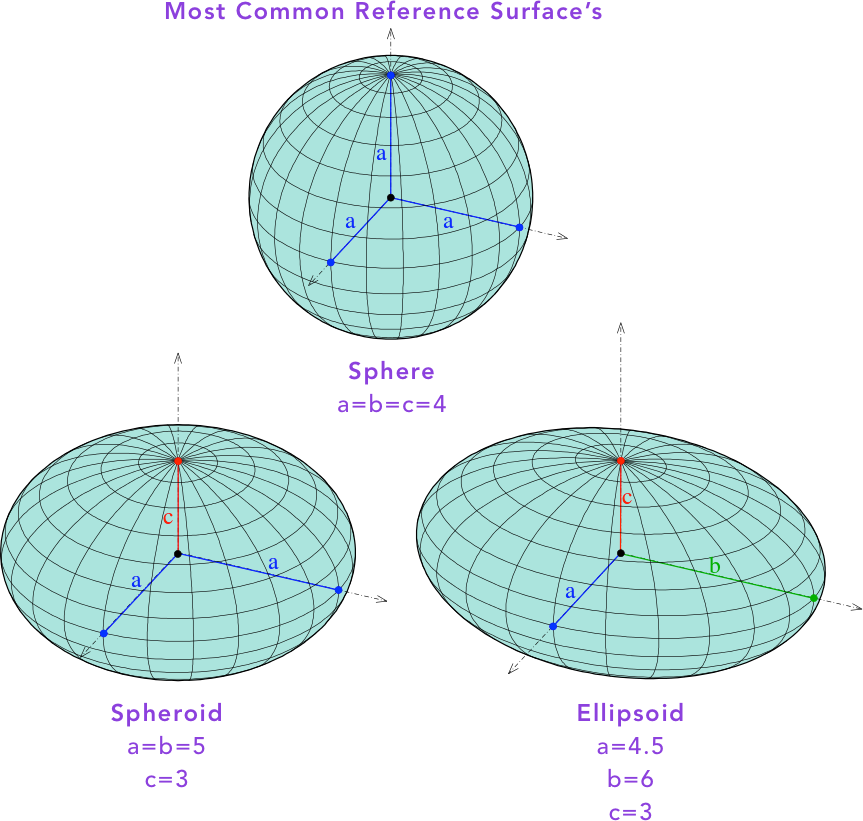 Most Common Reference Surface’s
a
a
a
Sphere
a=b=c=4
c
a
a
Spheroid
a=b=5
c=3
c
b
a
Ellipsoid
a=4.5
b=6
c=3